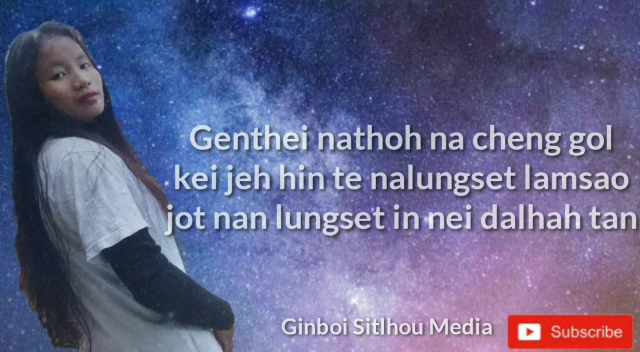 Genthei nathoh na cheng gol
kei jeh hin te nalungset lamsao
jot nan lungset in nei dalhah tan
Ginboi Sitlhou Media
Subscribe